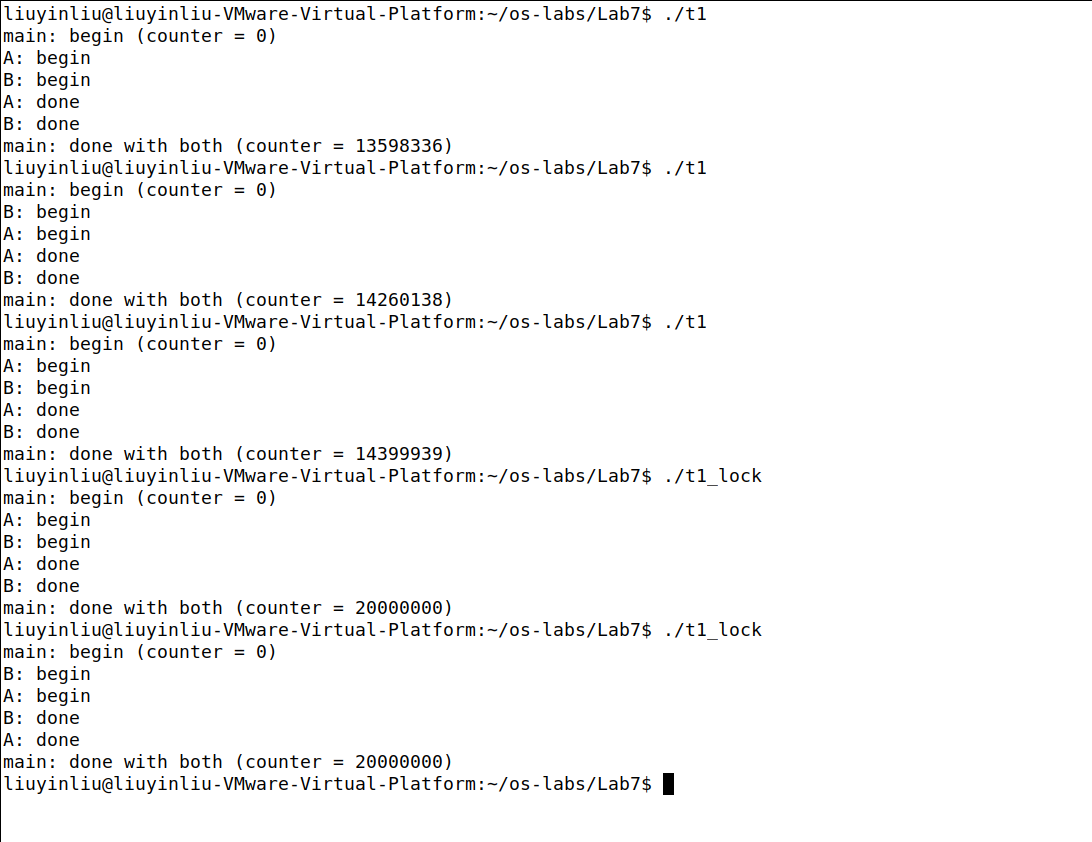 liuyinliu@liuyinliu-VMware-Virtual-Platform:~/os-labs/Lab7$ ./t1
main: begin (counter = 0)
A: begin
B: begin
A: done
B: done
main: done with both (counter = 13598336)
liuyinliu@liuyinliu-VMware-Virtual-Platform:~/os-labs/Lab7$ ./t1
main: begin (counter = 0)
B: begin
A: begin
A: done
B: done
main: done with both (counter = 14260138)
liuyinliu@liuyinliu-VMware-Virtual-Platform:~/os-labs/Lab7$ ./t1
main: begin (counter = 0)
A: begin
B: begin
A: done
B: done
main: done with both (counter = 14399939)
liuyinliu@liuyinliu-VMware-Virtual-Platform:~/os-labs/Lab7$ ./t1_lock
main: begin (counter = 0)
A: begin
B: begin
A: done
B: done
main: done with both (counter = 20000000)
liuyinliu@liuyinliu-VMware-Virtual-Platform:~/os-labs/Lab7$ ./t1_lock
main: begin (counter = 0)
B: begin
A: begin
B: done
A: done
main: done with both (counter = 20000000)
liuyinliu@liuyinliu-VMware-Virtual-Platform:~/os-labs/Lab7$